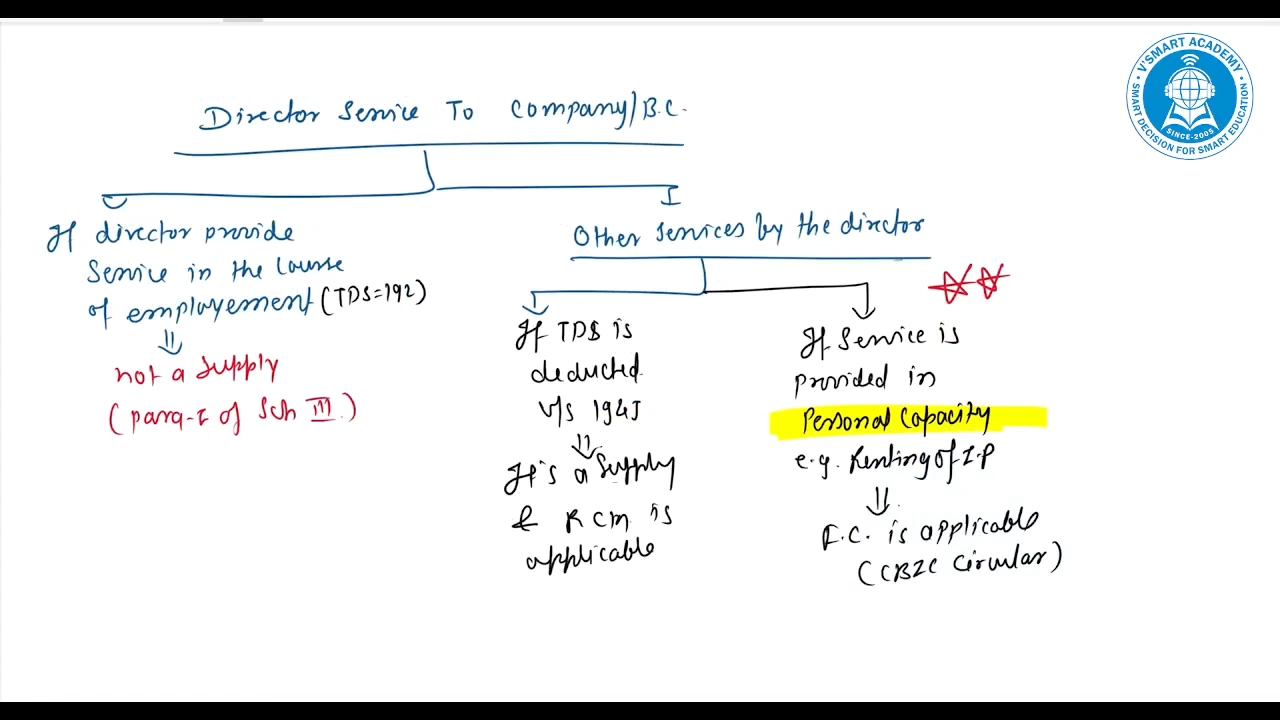 V'SMART ACADEMY
SMART DECISION FOR SMART EDUCATION
SINCE-2005
Director Service To Company/B.C.
If director provide
Service in the Course
of employement (TDS=192)
not a Supply
(para-I of Sch III.)
Other Services by the director
If TDS is
deducted
u/s 194J
It's a Supply
& RCM is
applicable
If Service is
provided in
Personal Capacity
e.g. Renting of I.P
F.C. is applicable
(CBIC Circular)